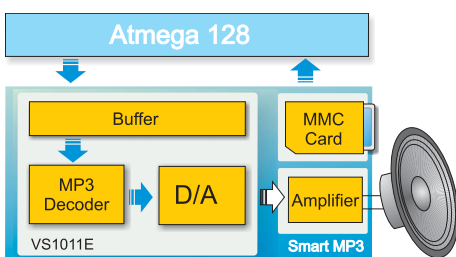 Atmega 128
Buffer
MMC
Card
MP3
Decoder
D/A
Amplifier
VS1011E
Smart MP3